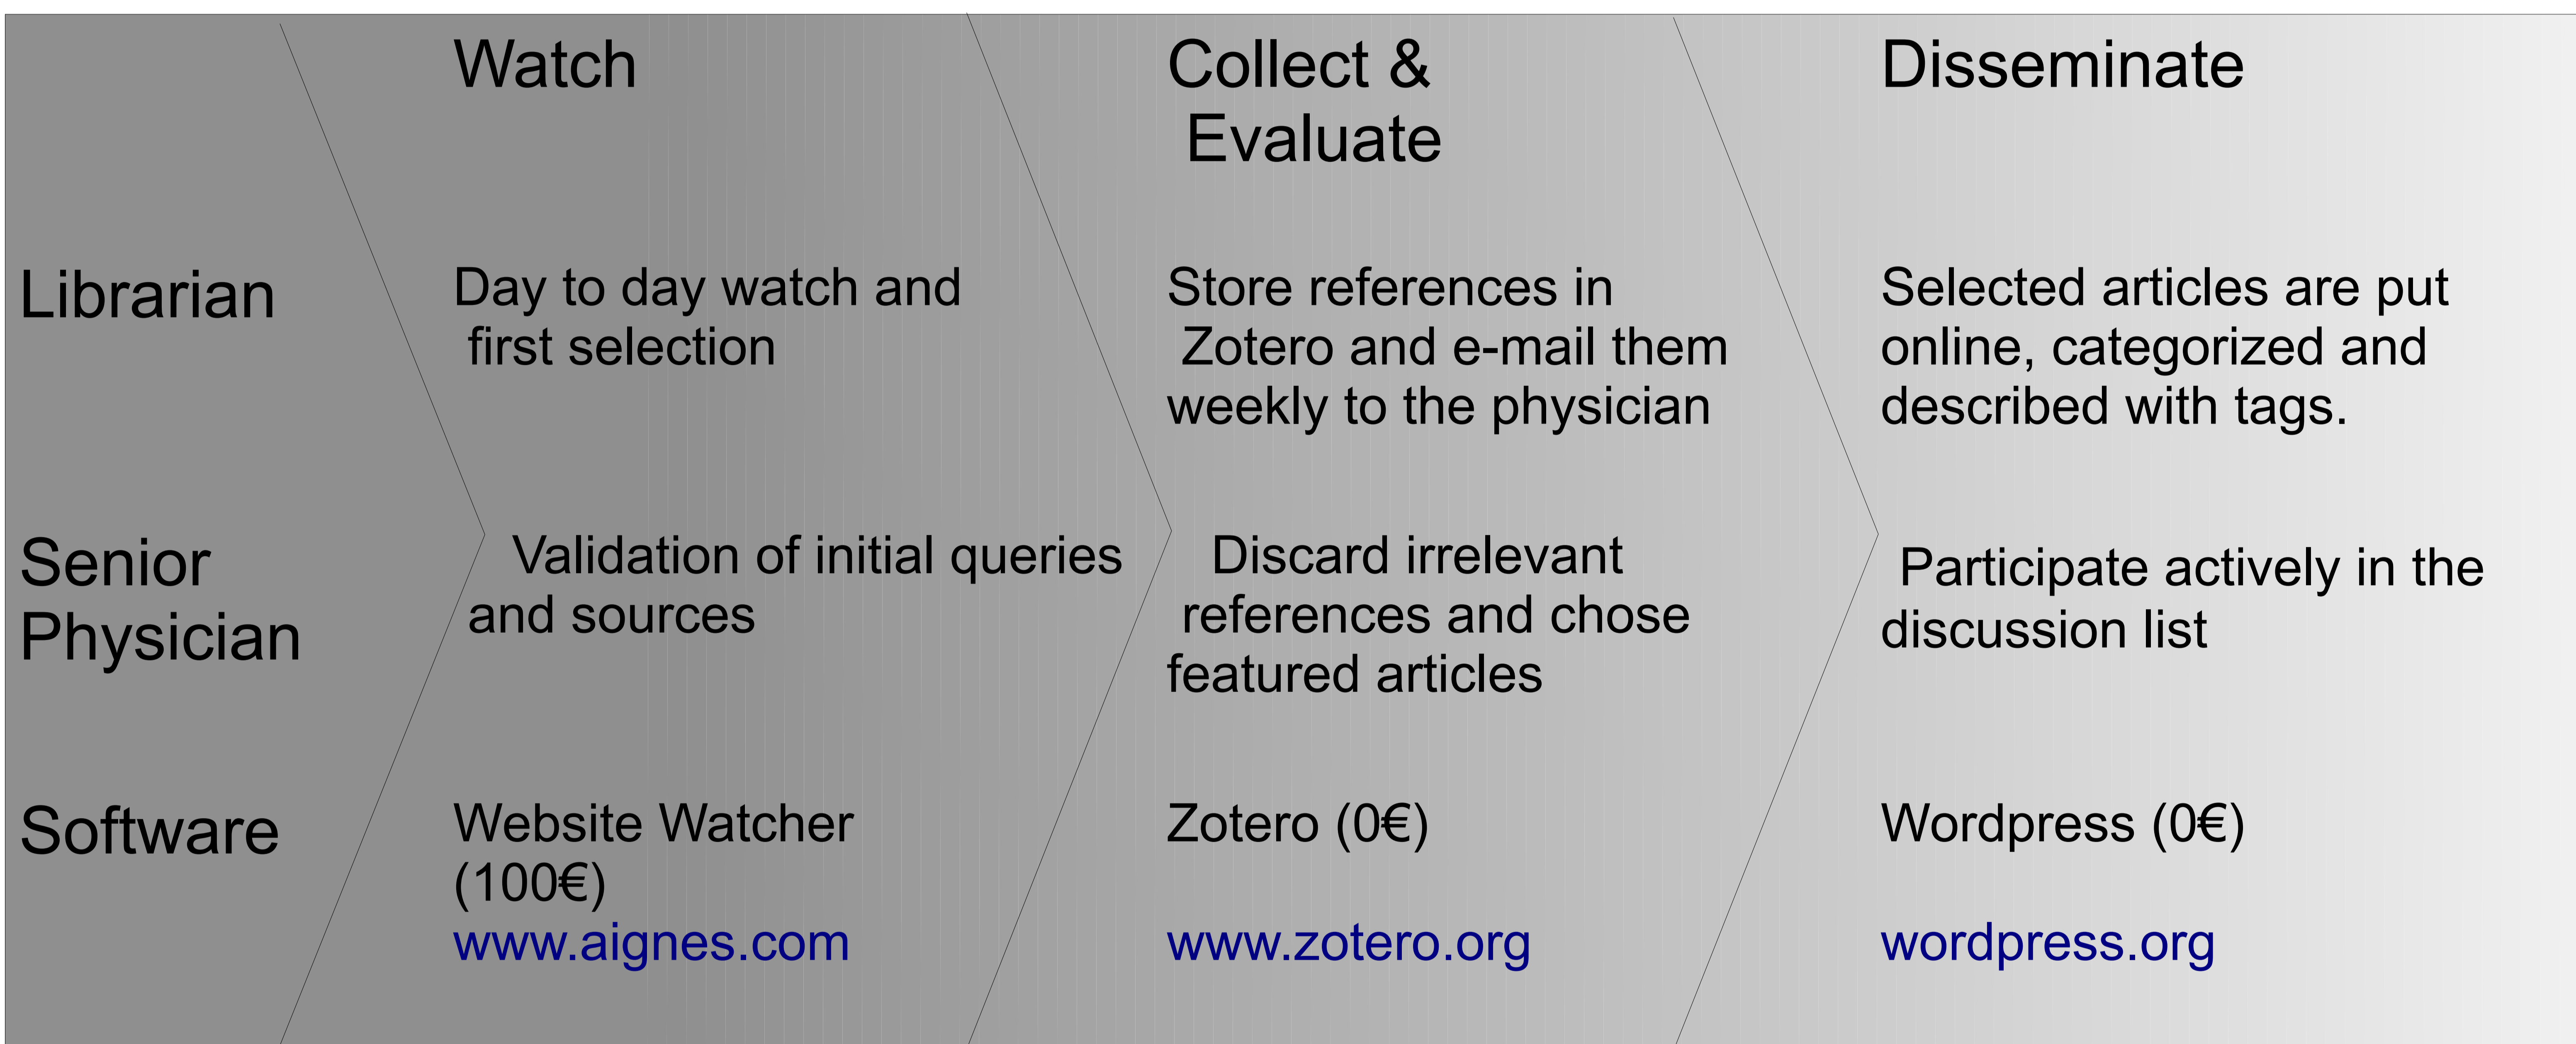 Watch
Collect &
Evaluate
Disseminate
Librarian
Day to day watch and
first selection
Store references in
Zotero and e-mail them
weekly to the physician
Selected articles are put
online, categorized and
described with tags.
Senior
Physician
Validation of initial queries
and sources
Discard irrelevant
references and chose
featured articles
Participate actively in the
discussion list
Software
Website Watcher
(100€)
www.aignes.com
Zotero (0€)
www.zotero.org
Wordpress (0€)
wordpress.org